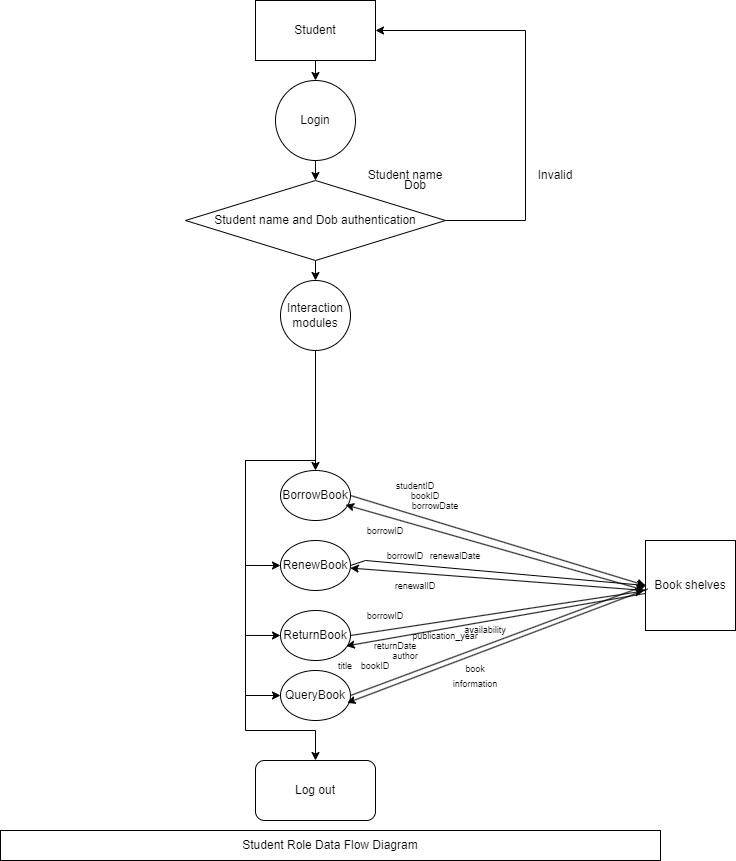 Student
Login
Student name
Dob
Invalid
Student name and Dob authentication
Interaction
modules
studentID
bookID
BorrowBook
borrowDate
borrowID
borrowID renewalDate
RenewBook
renewalID
Book shelves
borrowID
availability
publication_year
ReturnBook
returnDate
author
title bookID
book
information
QueryBook
Log out
Student Role Data Flow Diagram